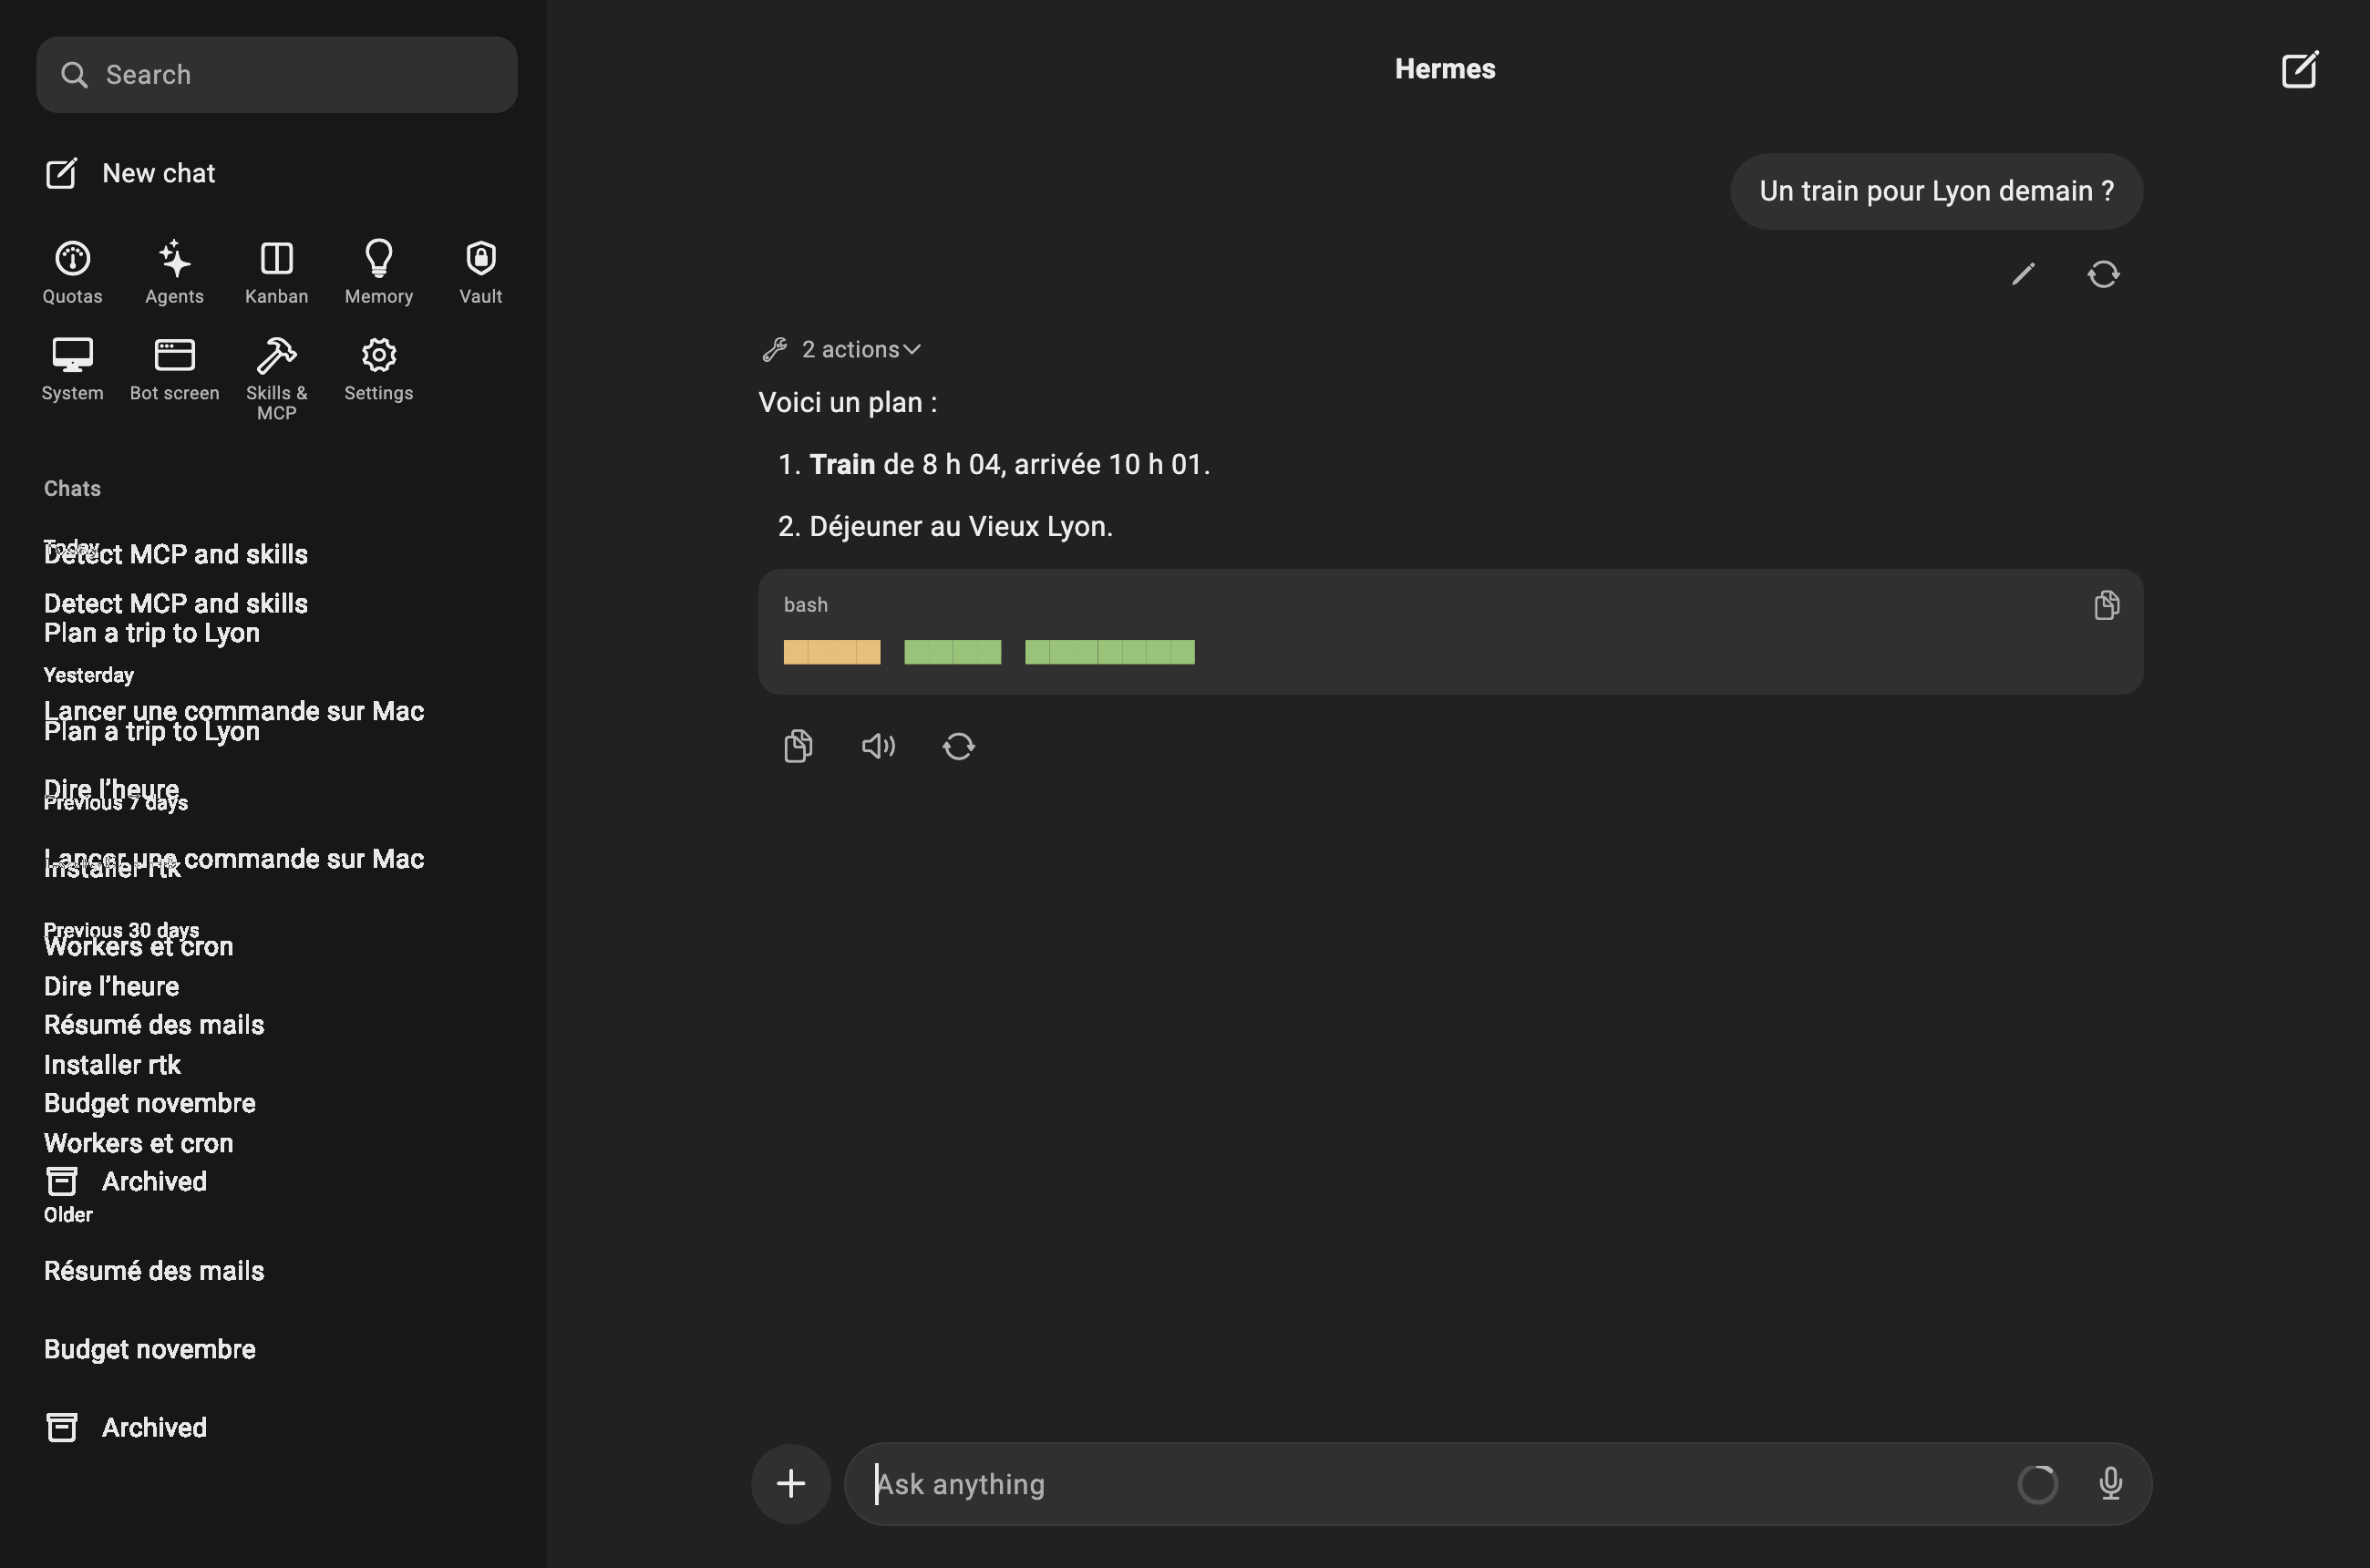 Search
New chat
Quotas
Agents
Kanban
Memory
Vault
System
Bot screen
Skills & MCP
Settings
Chats
Today
Detect MCP and skills
Detect MCP and skills
Plan a trip to Lyon
Yesterday
Lancer une commande sur Mac
Plan a trip to Lyon
Dire l’heure
Previous 7 days
Lancer une commande sur Mac
Installer rtk
Previous 30 days
Workers et cron
Dire l’heure
Résumé des mails
Installer rtk
Budget novembre
Workers et cron
Archived
Older
Résumé des mails
Budget novembre
Archived
Hermes
Un train pour Lyon demain ?
2 actions
Voici un plan :
1. Train de 8 h 04, arrivée 10 h 01.
2. Déjeuner au Vieux Lyon.
bash
Ask anything